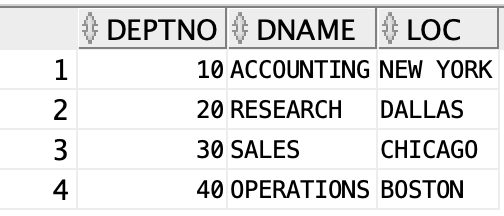 DEPTNO DNAME LOC
1 10 ACCOUNTING NEW YORK
2 20 RESEARCH DALLAS
3 30 SALES CHICAGO
4 40 OPERATIONS BOSTON